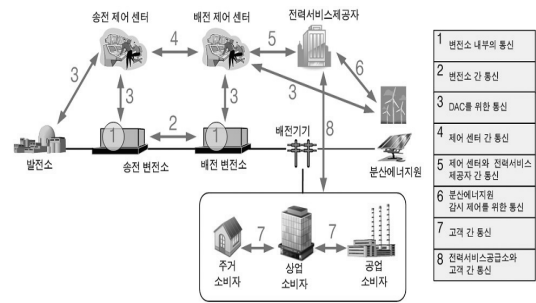 송전 제어 센터
배전 제어 센터
전력서비스제공자
4
5
3
3
3
3
6
1
2
1
8
발전소
송전 변전소
배전 변전소
배전기기
분산에너지원
7
7
주거
소비자
상업
소비자
공업
소비자
1 변전소 내부의 통신
2 변전소 간 통신
3 DAC를 위한 통신
4 제어 센터 간 통신
5 제어 센터와 전력서비스
제공자 간 통신
6 분산에너지원
감시 제어를 위한 통신
7 고객 간 통신
8 전력서비스공급소와
고객 간 통신